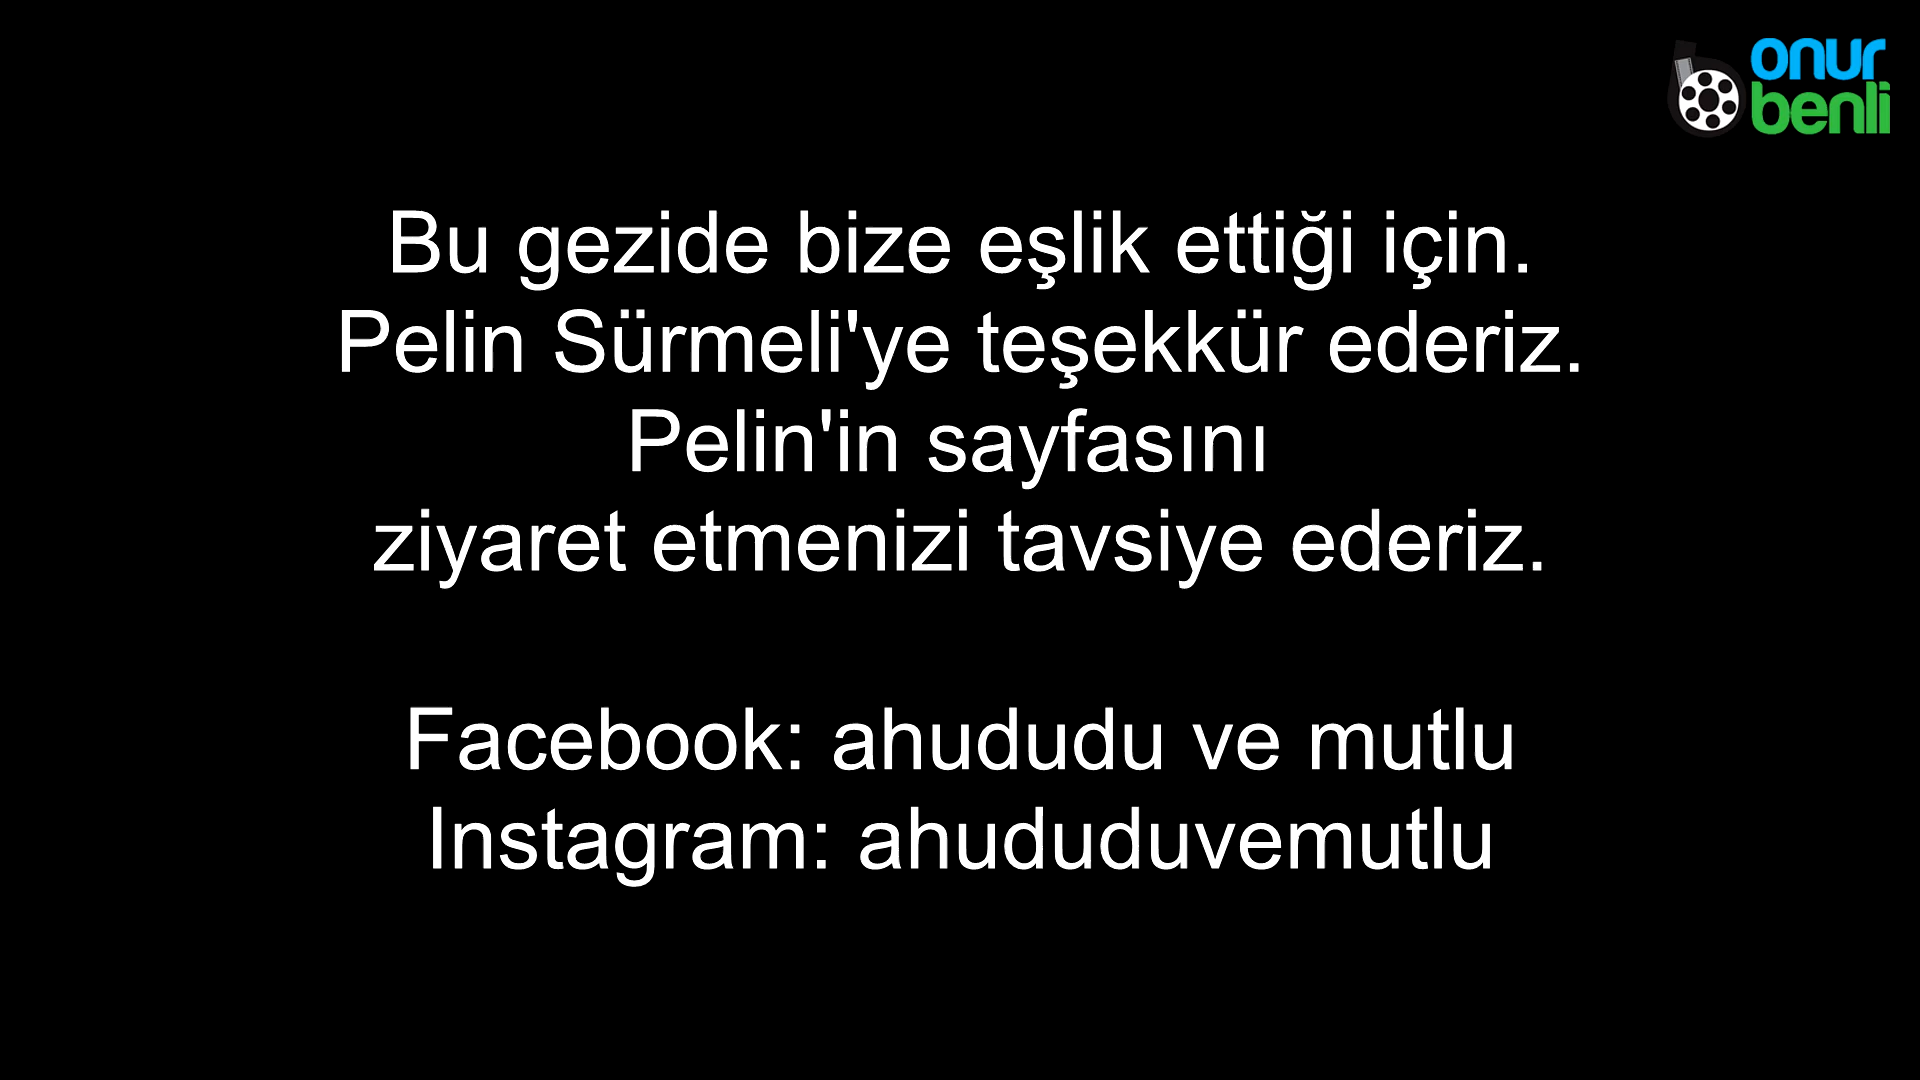 onur
benli
Bu gezide bize eşlik ettiği için.
Pelin Sürmeli'ye teşekkür ederiz.
Pelin'in sayfasını
ziyaret etmenizi tavsiye ederiz.
Facebook: ahududu ve mutlu
Instagram: ahududuvemutlu